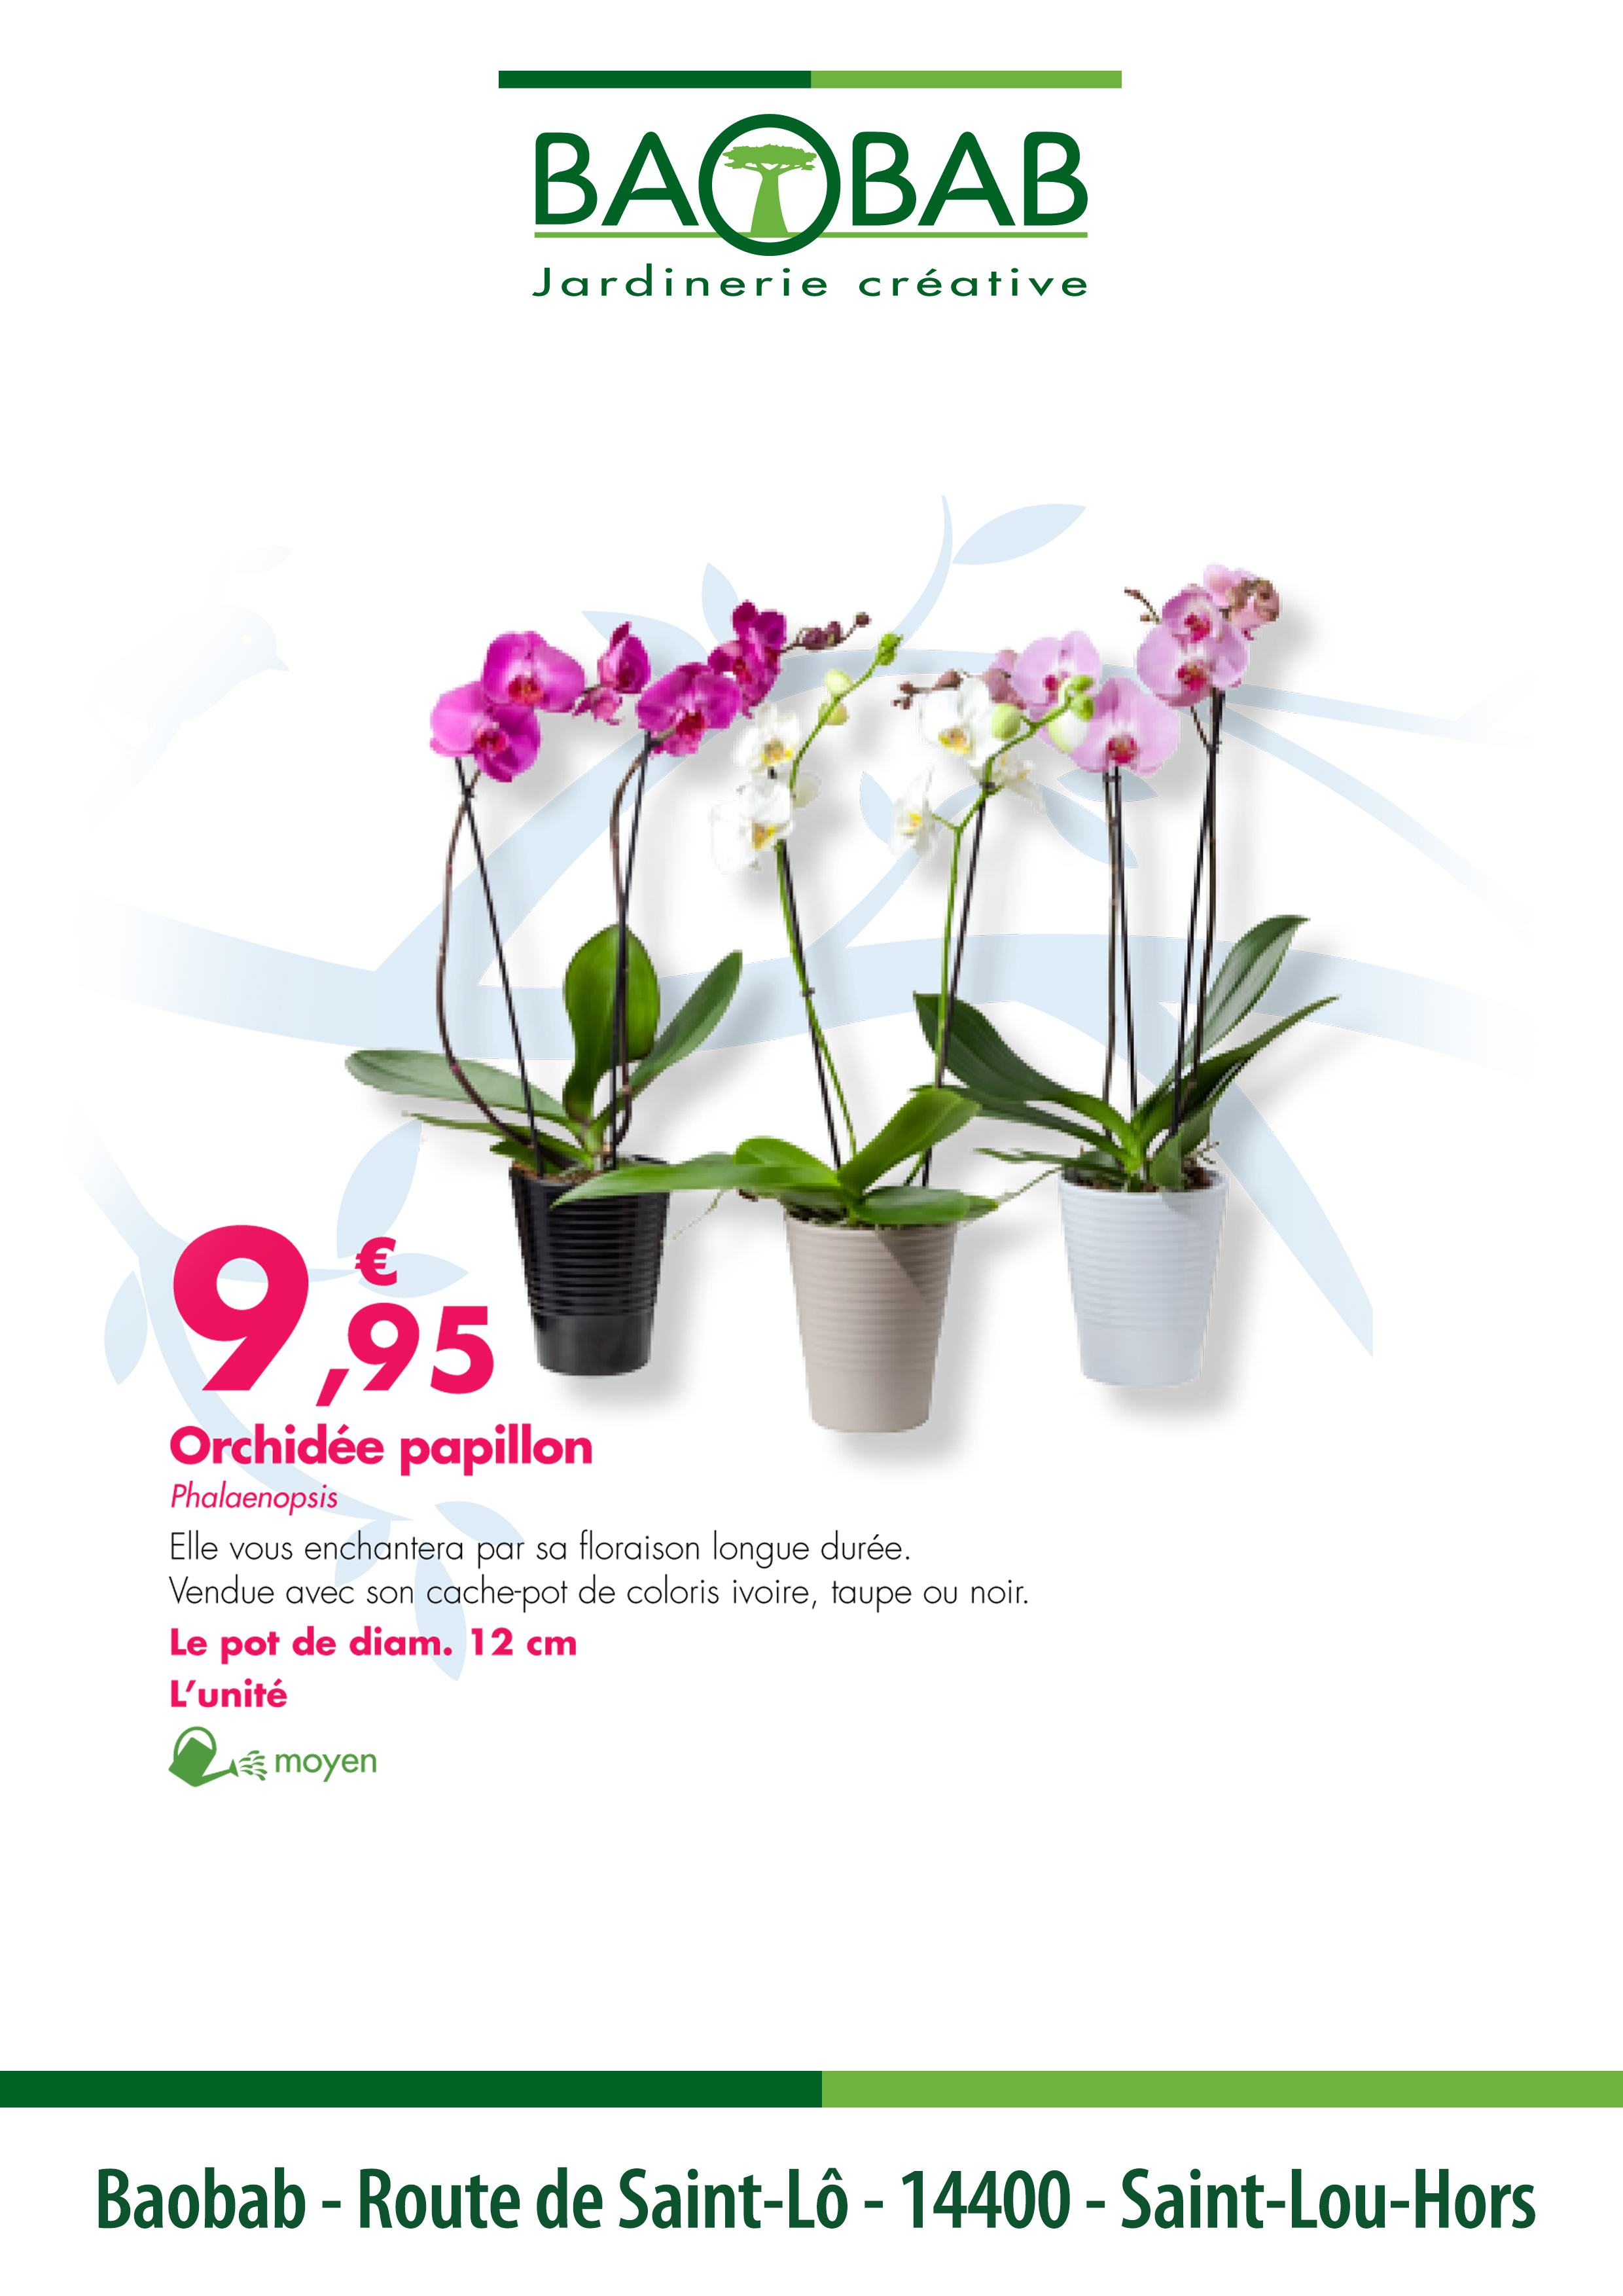 BAOBAB
Jardinerie créative
9,95 €
Orchidée papillon
Phalaenopsis
Elle vous enchantera par sa floraison longue durée.
Vendue avec son cache-pot de coloris ivoire, taupe ou noir.
Le pot de diam. 12 cm
L’unité
moyen
Baobab - Route de Saint-Lô - 14400 - Saint-Lou-Hors